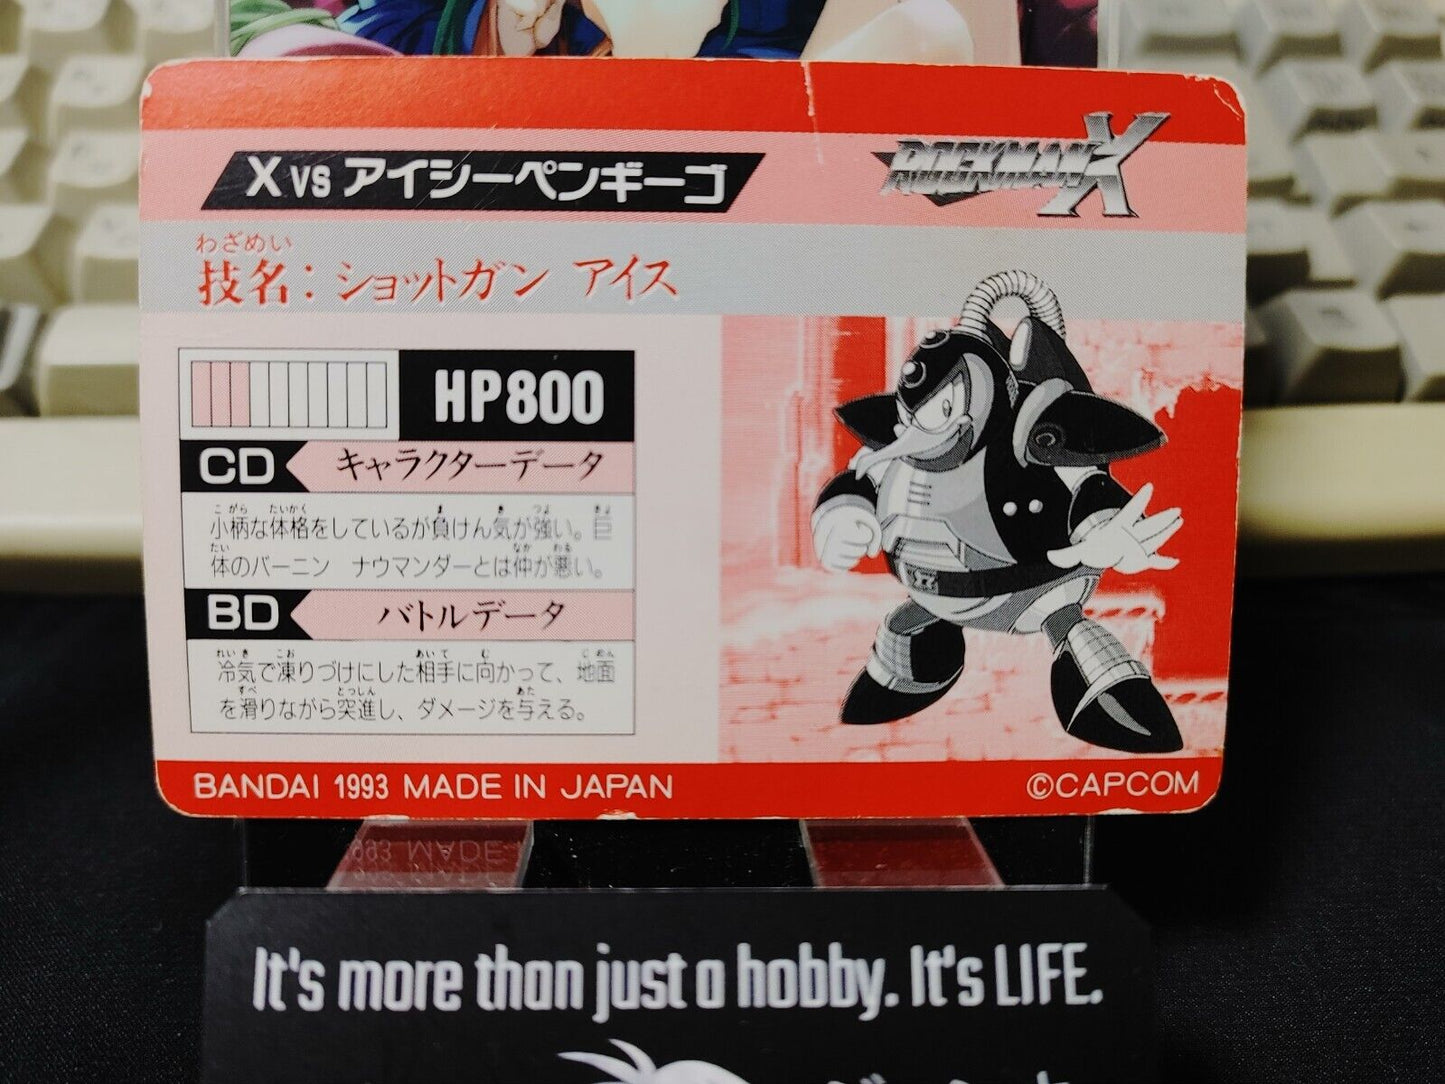 X vs アイシーペンギーゴ
ROCKMAN X
わざめい
技名：ショットガン アイス
HP800
CD キャラクターデータ
こがら たいかく ま き つよ きょ
小柄な体格をしているが負けん気が強い。巨
たい なか わる
体のバーニン ナウマンダーとは仲が悪い。
BD バトルデータ
れいき こお あいて む じめん
冷気で凍りづけにした相手に向かって、地面
すべ とっしん あた
を滑りながら突進し、ダメージを与える。
BANDAI 1993 MADE IN JAPAN
©CAPCOM
It's more than just a hobby. It's LIFE.